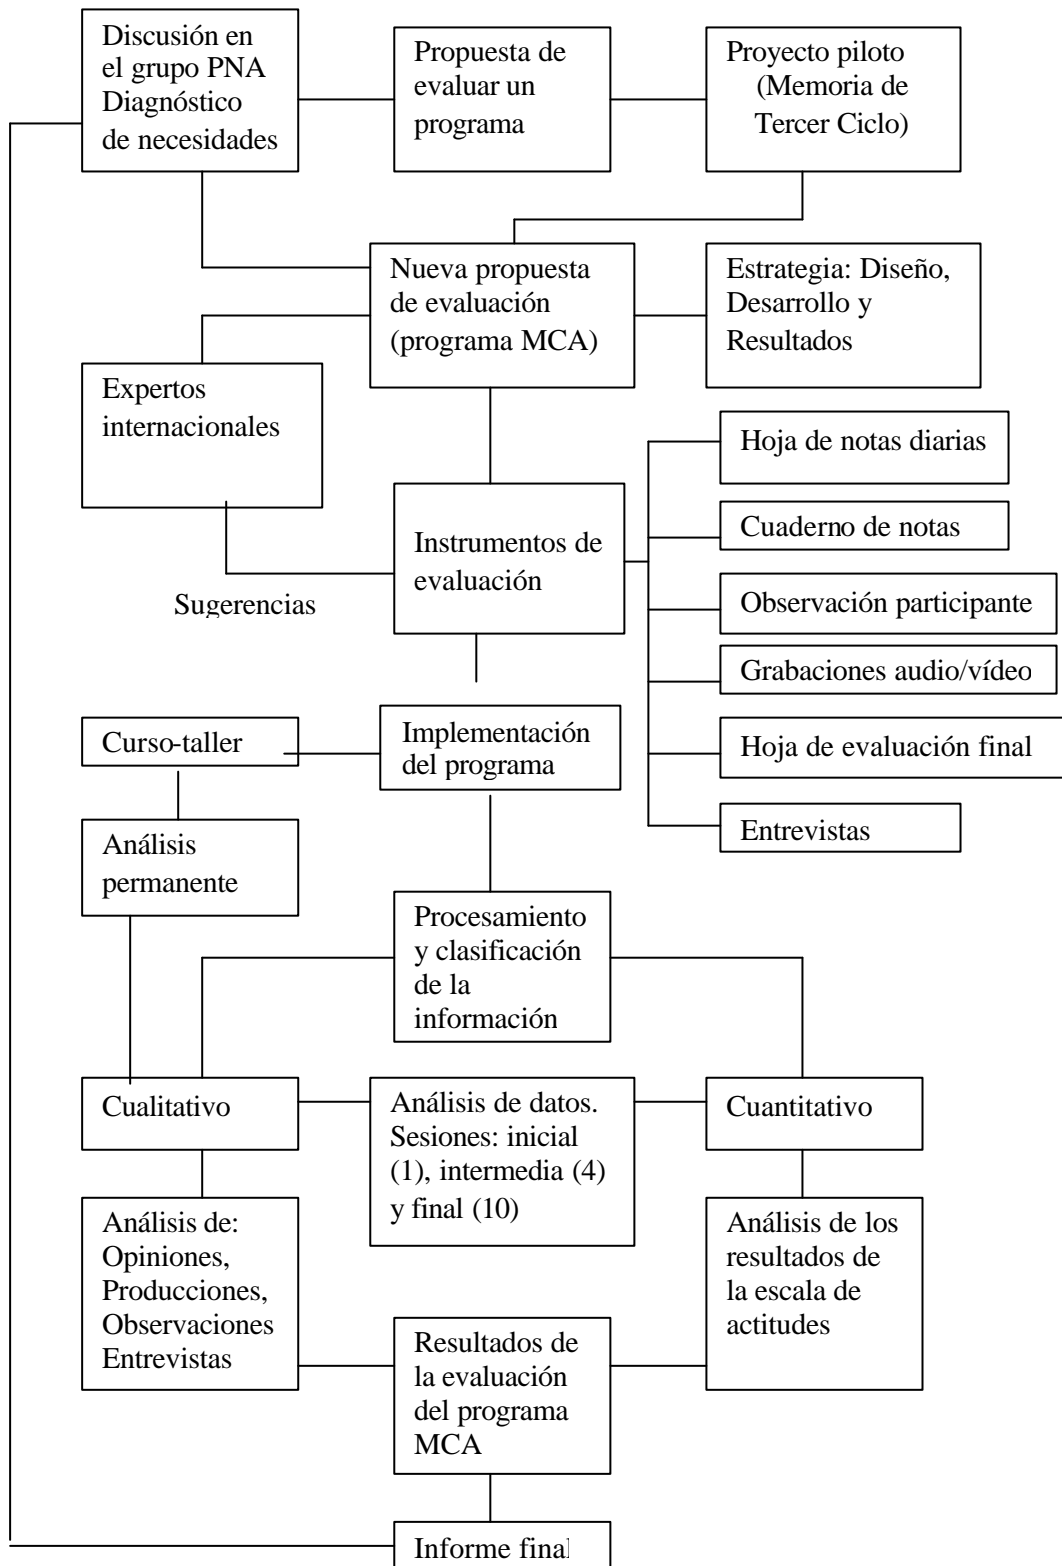 Discusión en
el grupo PNA
Diagnóstico
de necesidades
Propuesta de
evaluar un
programa
Proyecto piloto
(Memoria de
Tercer Ciclo)
Nueva propuesta
de evaluación
(programa MCA)
Estrategia: Diseño,
Desarrollo y
Resultados
Expertos
internacionales
Hoja de notas diarias
Cuaderno de notas
Instrumentos de
evaluación
Sugerencias
Observación participante
Grabaciones audio/vídeo
Hoja de evaluación final
Entrevistas
Curso-taller
Implementación
del programa
Análisis
permanente
Procesamiento
y clasificación
de la
información
Cualitativo
Análisis de datos.
Sesiones: inicial
(1), intermedia (4)
y final (10)
Cuantitativo
Análisis de:
Opiniones,
Producciones,
Observaciones
Entrevistas
Análisis de los
resultados de
la escala de
actitudes
Resultados de
la evaluación
del programa
MCA
Informe final